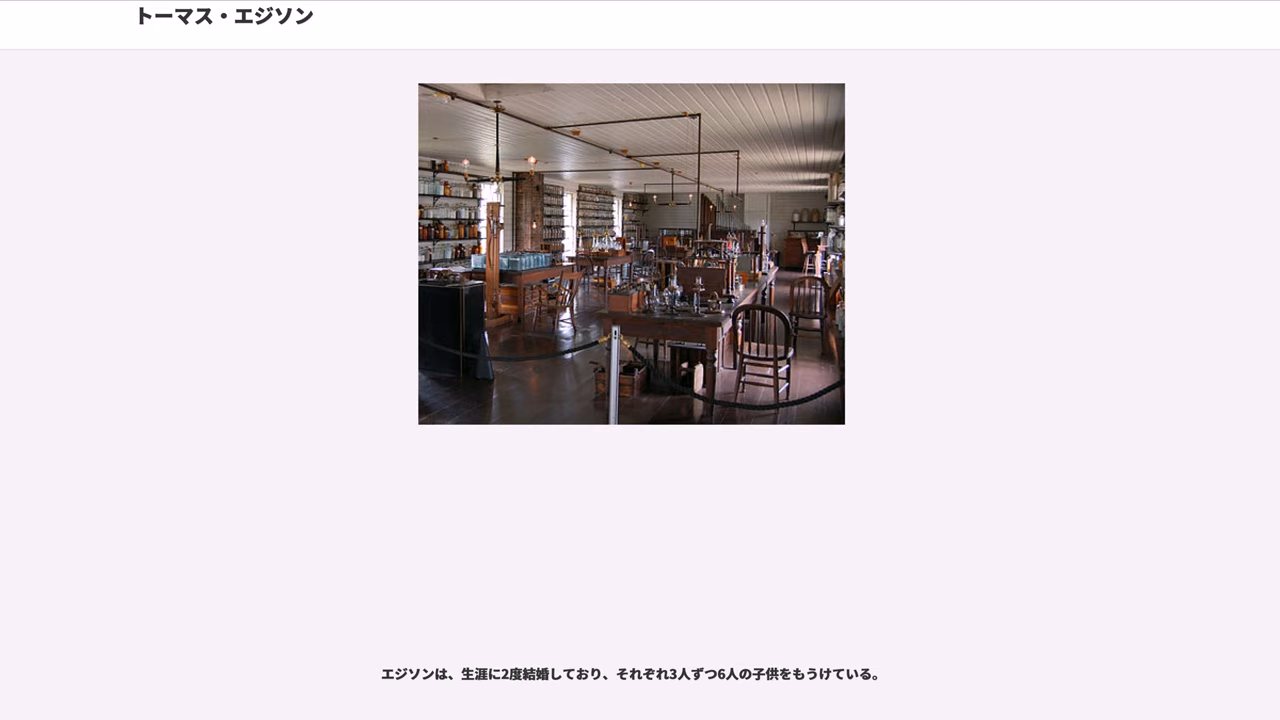 トーマス・エジソン
エジソンは、生涯に2度結婚しており、それぞれ3人ずつ6人の子供をもうけている。